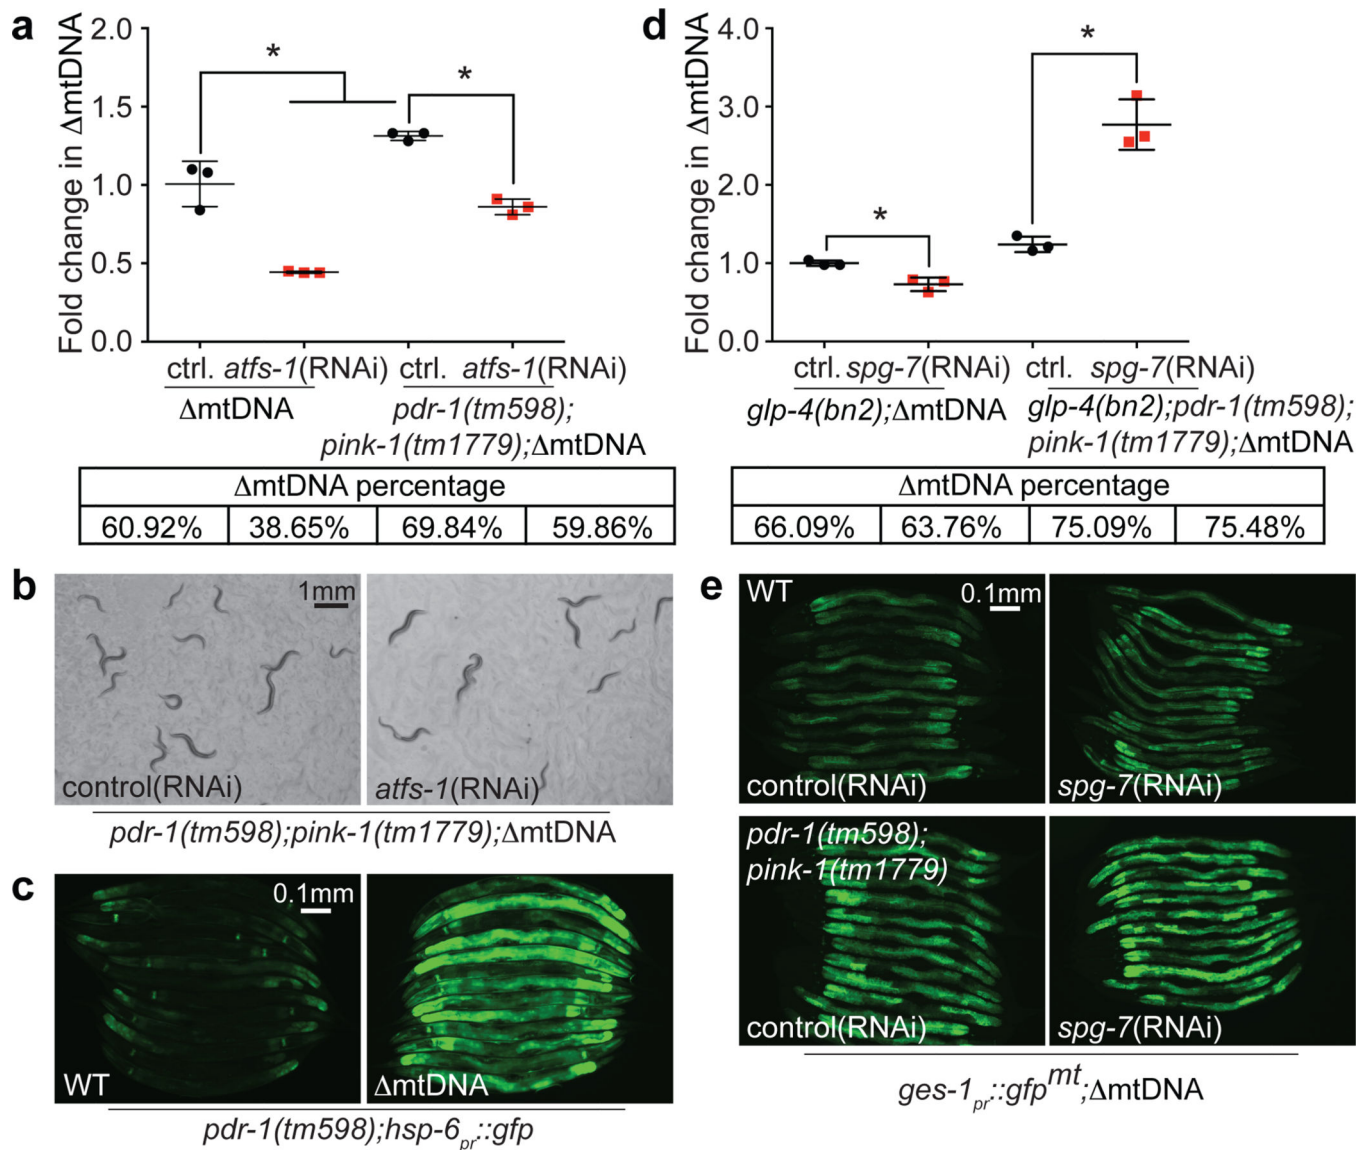 a
Fold change in ΔmtDNA
2.0
1.5
1.0
0.5
0.0
*
*
ctrl. atfs-1(RNAi) ctrl. atfs-1(RNAi)
ΔmtDNA
pdr-1(tm598);
pink-1(tm1779);ΔmtDNA
ΔmtDNA percentage
60.92% 38.65% 69.84% 59.86%
d
Fold change in ΔmtDNA
4.0
3.0
2.0
1.0
0.0
*
*
ctrl. spg-7(RNAi) ctrl. spg-7(RNAi)
glp-4(bn2);ΔmtDNA
glp-4(bn2);pdr-1(tm598);
pink-1(tm1779);ΔmtDNA
ΔmtDNA percentage
66.09% 63.76% 75.09% 75.48%
b
1mm
control(RNAi)
atfs-1(RNAi)
pdr-1(tm598);pink-1(tm1779);ΔmtDNA
c
0.1mm
WT
ΔmtDNA
pdr-1(tm598);hsp-6pr::gfp
e
WT
0.1mm
control(RNAi)
spg-7(RNAi)
pdr-1(tm598);
pink-1(tm1779)
control(RNAi)
spg-7(RNAi)
ges-1pr::gfpmt;ΔmtDNA